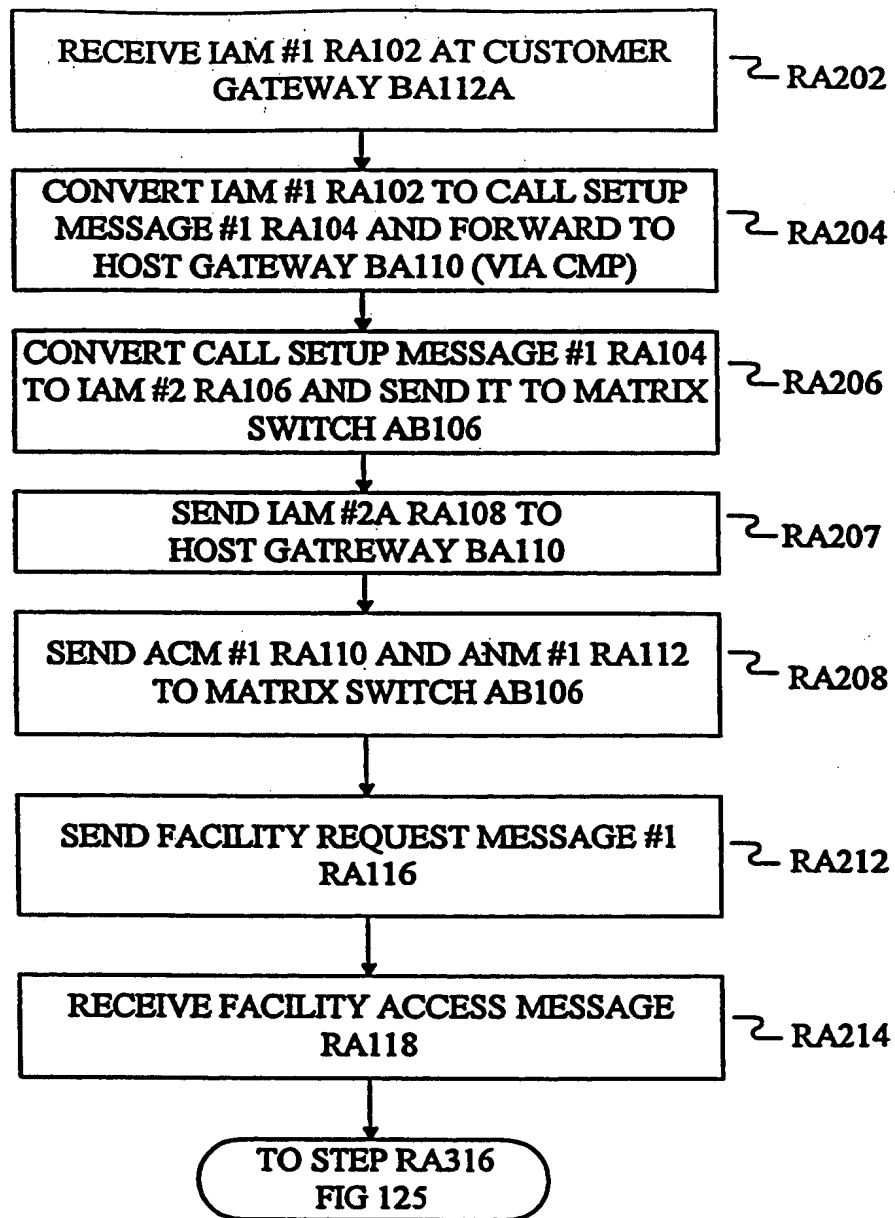 RECEIVE IAM #1 RA102 AT CUSTOMER
GATEWAY BA112A
RA202
CONVERT IAM #1 RA102 TO CALL SETUP
MESSAGE #1 RA104 AND FORWARD TO
HOST GATEWAY BA110 (VIA CMP)
RA204
CONVERT CALL SETUP MESSAGE #1 RA104
TO IAM #2 RA106 AND SEND IT TO MATRIX
SWITCH AB106
RA206
SEND IAM #2A RA108 TO
HOST GATREWAY BA110
RA207
SEND ACM #1 RA110 AND ANM #1 RA112
TO MATRIX SWITCH AB106
RA208
SEND FACILITY REQUEST MESSAGE #1
RA116
RA212
RECEIVE FACILITY ACCESS MESSAGE
RA118
RA214
TO STEP RA316
FIG 125